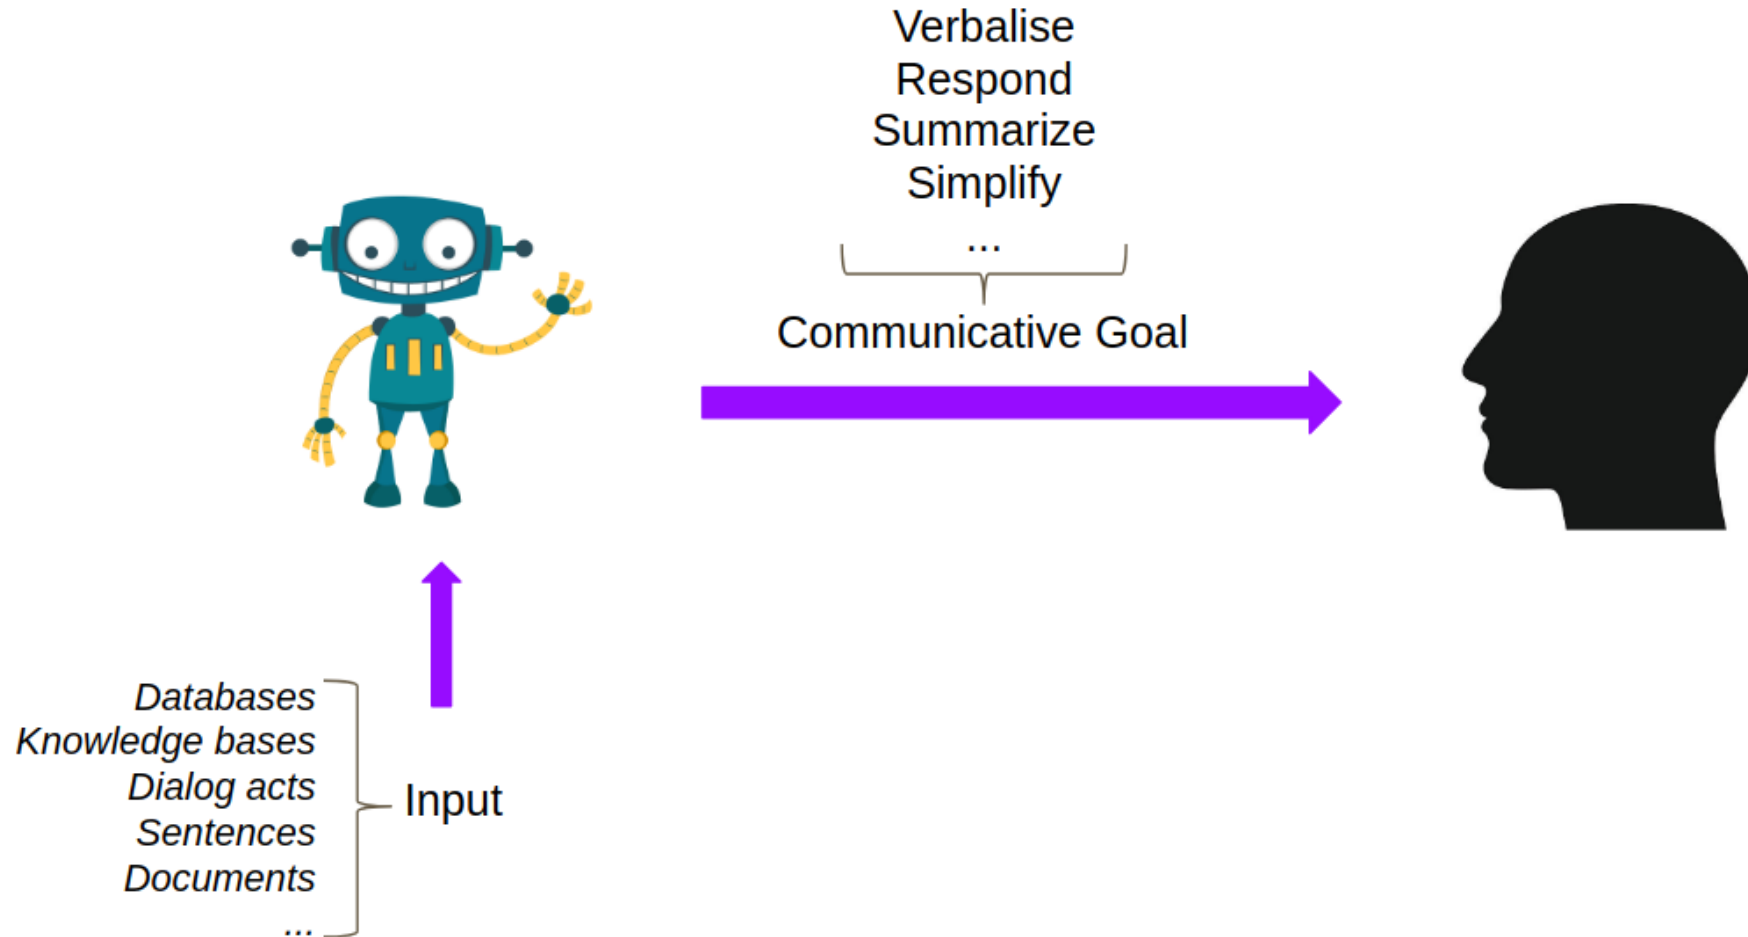 Verbalise
Respond
Summarize
Simplify
...
Communicative Goal
Databases
Knowledge bases
Dialog acts
Sentences
Documents
...
Input